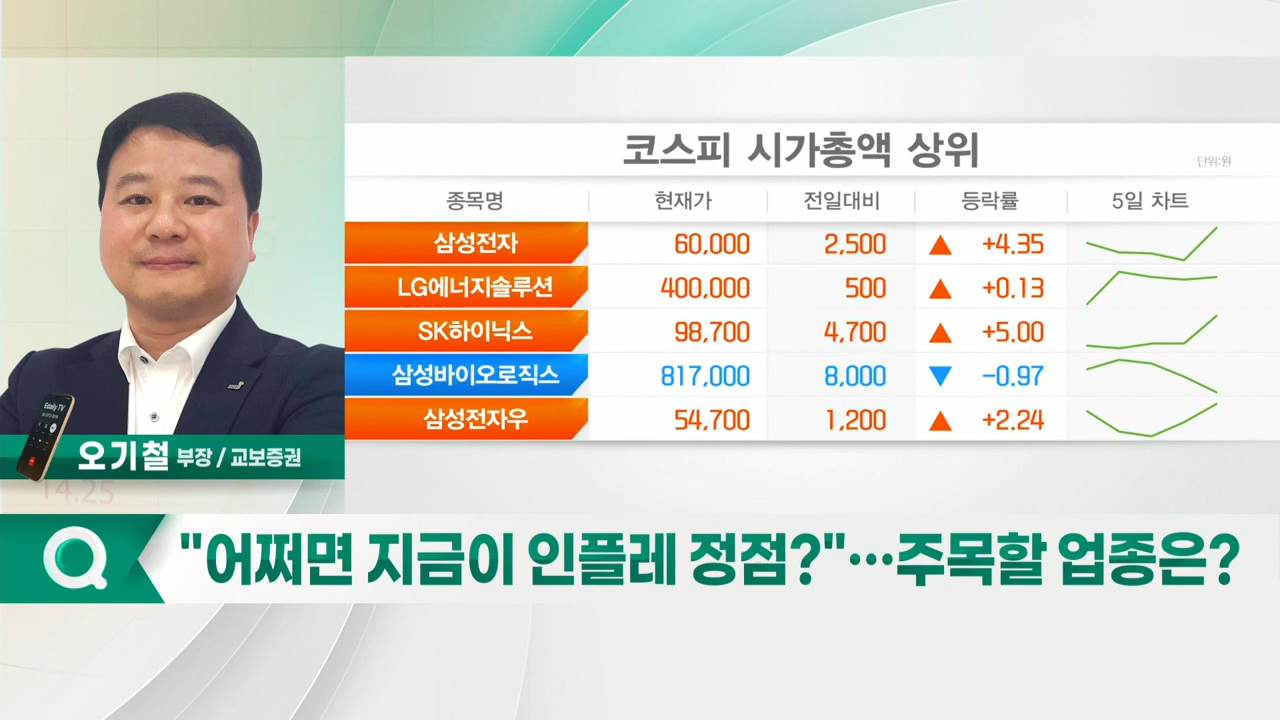 코스피 시가총액 상위
단위:원
종목명 현재가 전일대비 등락률 5일 차트
삼성전자 60,000 2,500 ▲ +4.35
LG에너지솔루션 400,000 500 ▲ +0.13
SK하이닉스 98,700 4,700 ▲ +5.00
삼성바이오로직스 817,000 8,000 ▼ -0.97
삼성전자우 54,700 1,200 ▲ +2.24
Edaily TV
오기철 부장 / 교보증권
14.25
Q "어쩌면 지금이 인플레 정점?"…주목할 업종은?